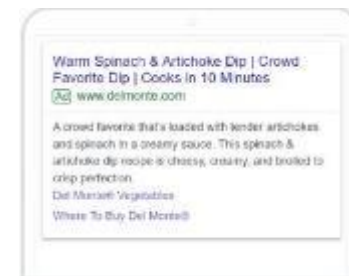 Warm Spinach & Artichoke Dip | Crowd
Favorite Dip | Cooks in 10 Minutes
Ad www.delmonte.com
A crowd favorite that's loaded with tender artichokes
and spinach in a creamy sauce. This spinach &
artichoke dip recipe is cheesy, creamy, and broiled to
crisp perfection.
Del Monte® Vegetables
Where To Buy Del Monte®